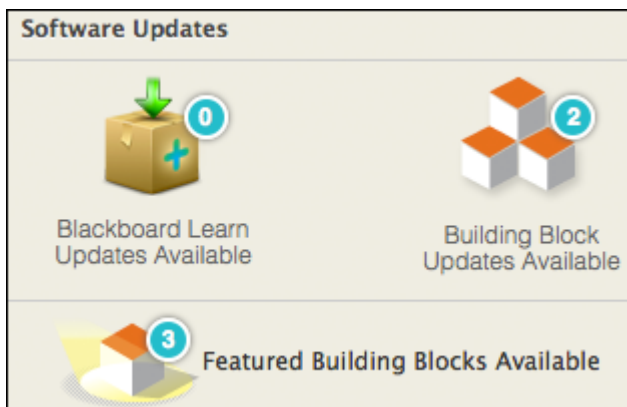 Software Updates
0
2
Blackboard Learn
Updates Available
Building Block
Updates Available
3
Featured Building Blocks Available